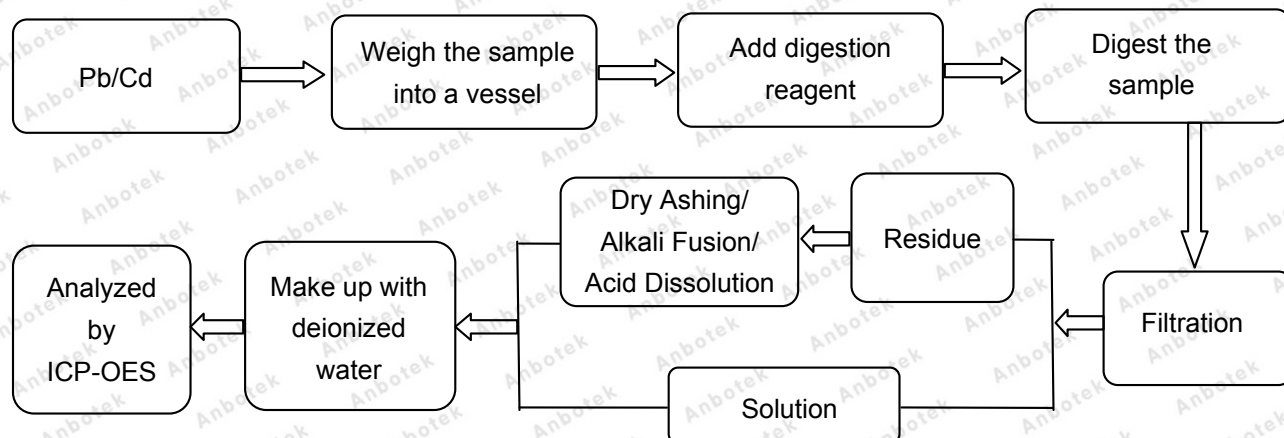 Pb/Cd
Weigh the sample
into a vessel
Add digestion
reagent
Digest the
sample
Filtration
Residue
Dry Ashing/
Alkali Fusion/
Acid Dissolution
Solution
Make up with
deionized
water
Analyzed
by
ICP-OES
Anbotek